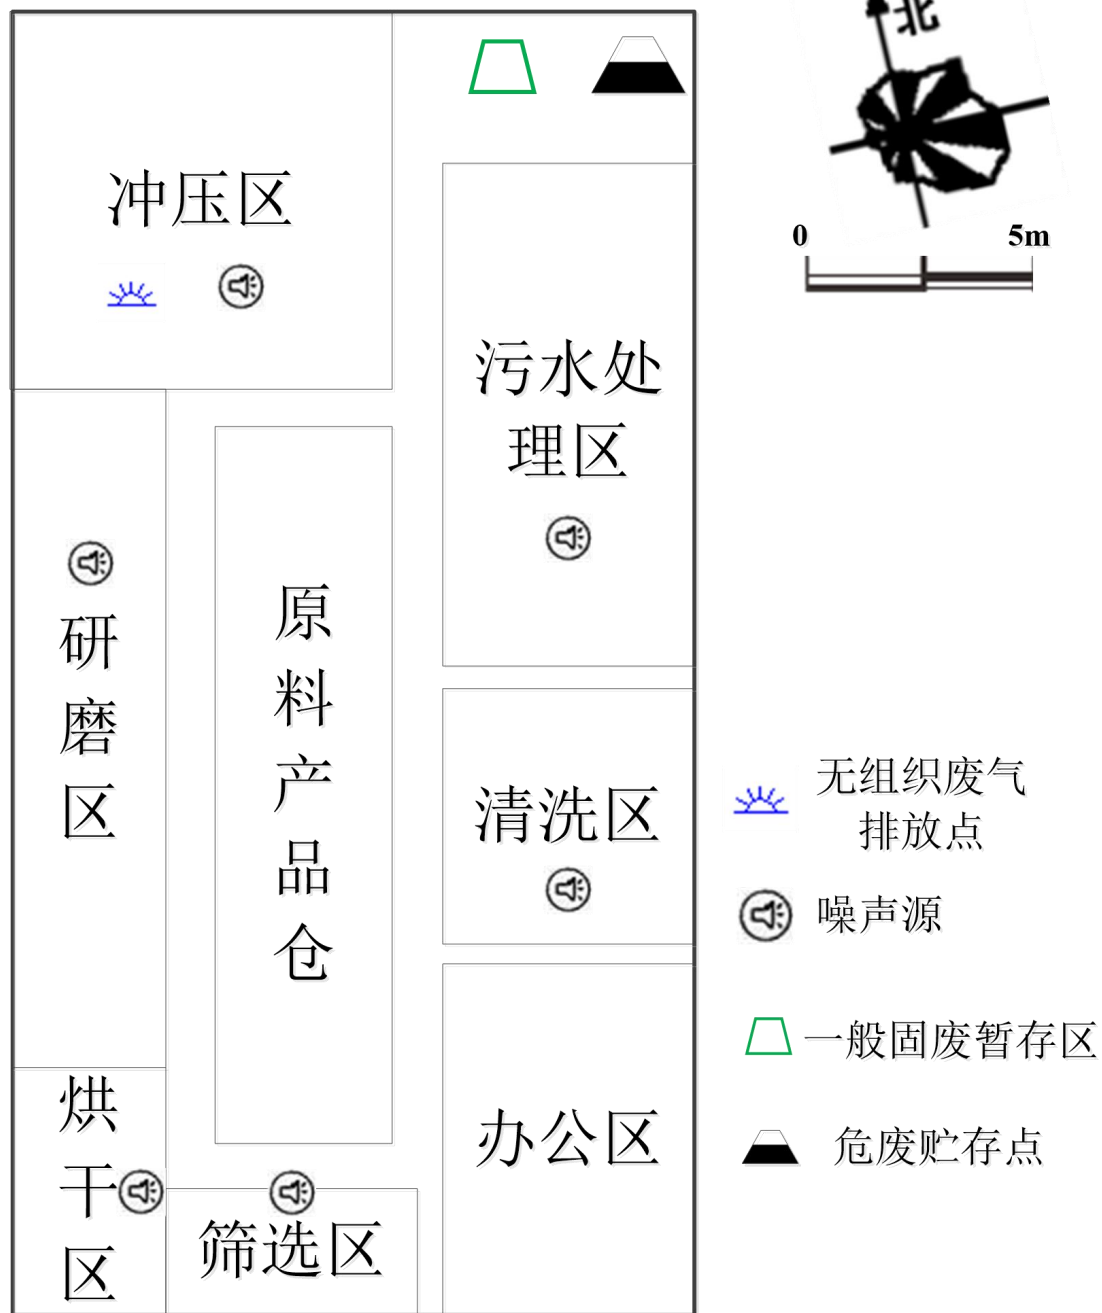 北
0 5m
冲压区
污水处
理区
研
磨
区
原
料
产
品
仓
清洗区
烘
干
区
筛选区
办公区
无组织废气
排放点
噪声源
一般固废暂存区
危废贮存点